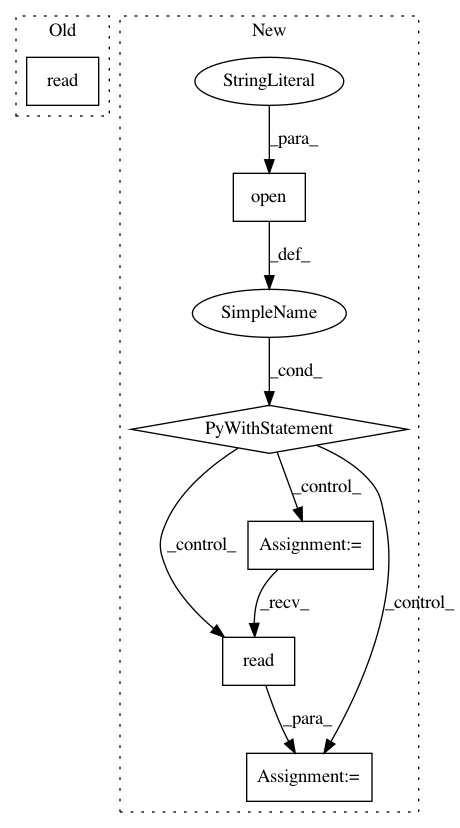 Old
New
read
StringLiteral
_para_
open
_def_
SimpleName
_cond_
PyWithStatement
_control_
_control_
Assignment:=
_control_
_recv_
read
_para_
Assignment:=